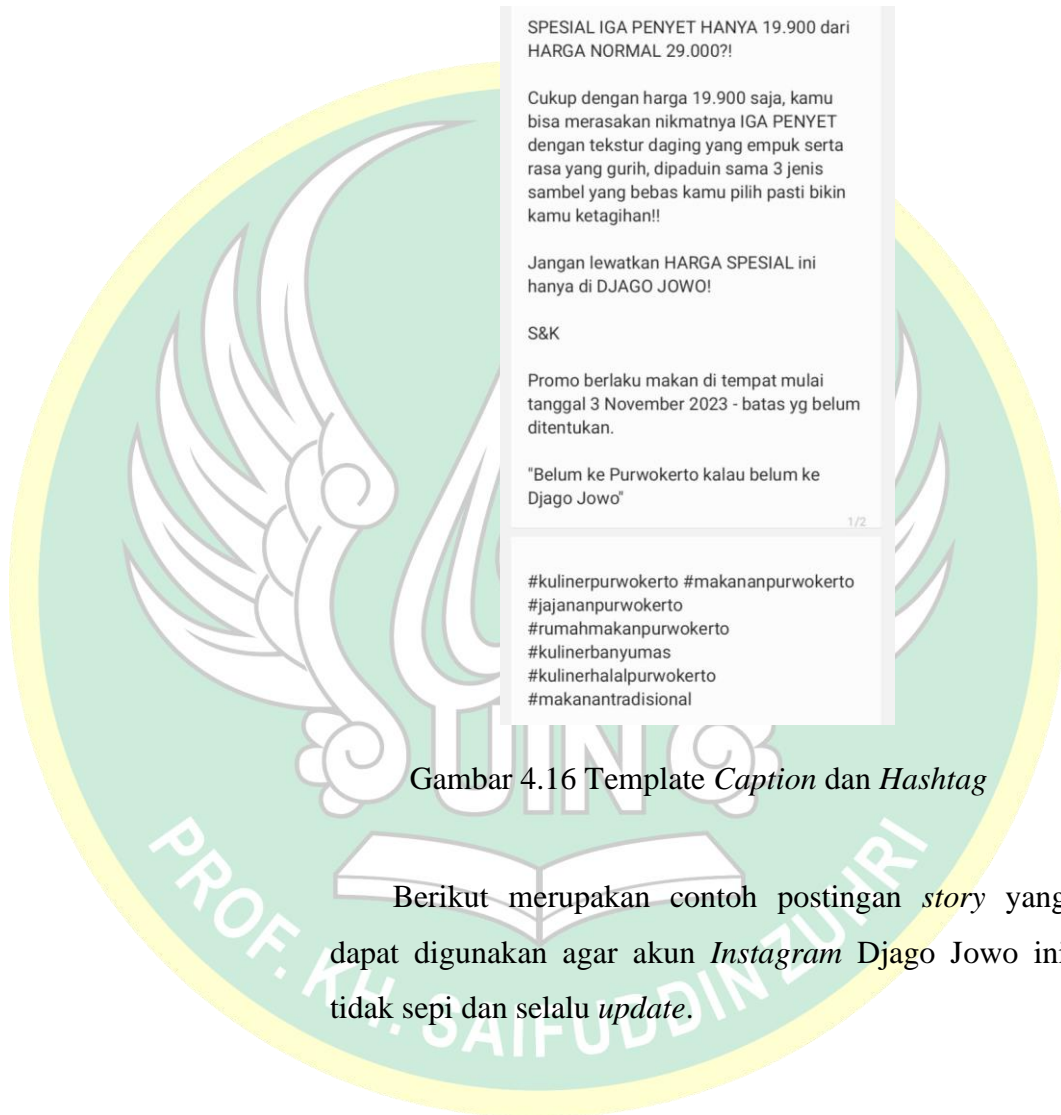 SPESIAL IGA PENYET HANYA 19.900 dari
HARGA NORMAL 29.000?!
Cukup dengan harga 19.900 saja, kamu
bisa merasakan nikmatnya IGA PENYET
dengan tekstur daging yang empuk serta
rasa yang gurih, dipaduin sama 3 jenis
sambel yang bebas kamu pilih pasti bikin
kamu ketagihan!!
Jangan lewatkan HARGA SPESIAL ini
hanya di DJAGO JOWO!
S&K
Promo berlaku makan di tempat mulai
tanggal 3 November 2023 - batas yg belum
ditentukan.
"Belum ke Purwokerto kalau belum ke
Djago Jowo"
1/2
#kulinerpurwokerto #makananpurwokerto
#jajananpurwokerto
#rumahmakanpurwokerto
#kulinerbanyumas
#kulinerhalalpurwokerto
#makanantradisional
UIN
Gambar 4.16 Template Caption dan Hashtag
Berikut merupakan contoh postingan story yang
dapat digunakan agar akun Instagram Djago Jowo ini
tidak sepi dan selalu update.
PROF. KH. SAIFUDDIN ZUHRI